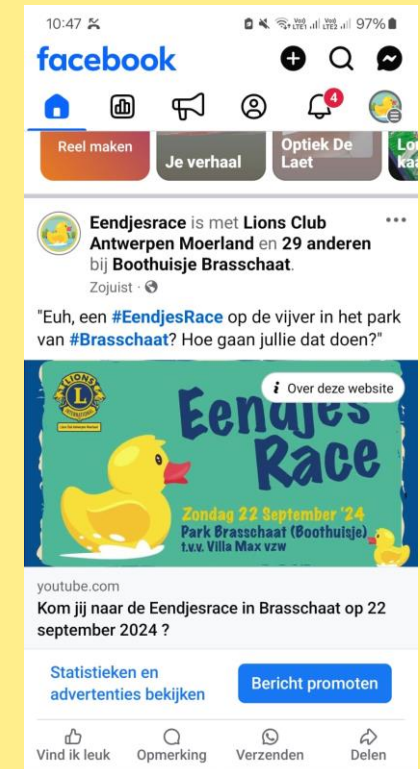 10:47
97%
facebook
4
Reel maken
Je verhaal
Optiek De
Laet
Eendjesrace is met Lions Club
Antwerpen Moerland en 29 anderen
bij Boothuisje Brasschaat.
Zojuist ·
"Euh, een #EendjesRace op de vijver in het park
van #Brasschaat? Hoe gaan jullie dat doen?"
LIONS
L
INTERNATIONAL
i Over deze website
Eendjes
Race
Zondag 22 September '24
Park Brasschaat (Boothuisje)
t.v.v. Villa Max vzw
youtube.com
Kom jij naar de Eendjesrace in Brasschaat op 22
september 2024 ?
Statistieken en
advertenties bekijken
Bericht promoten
Vind ik leuk
Opmerking
Verzenden
Delen